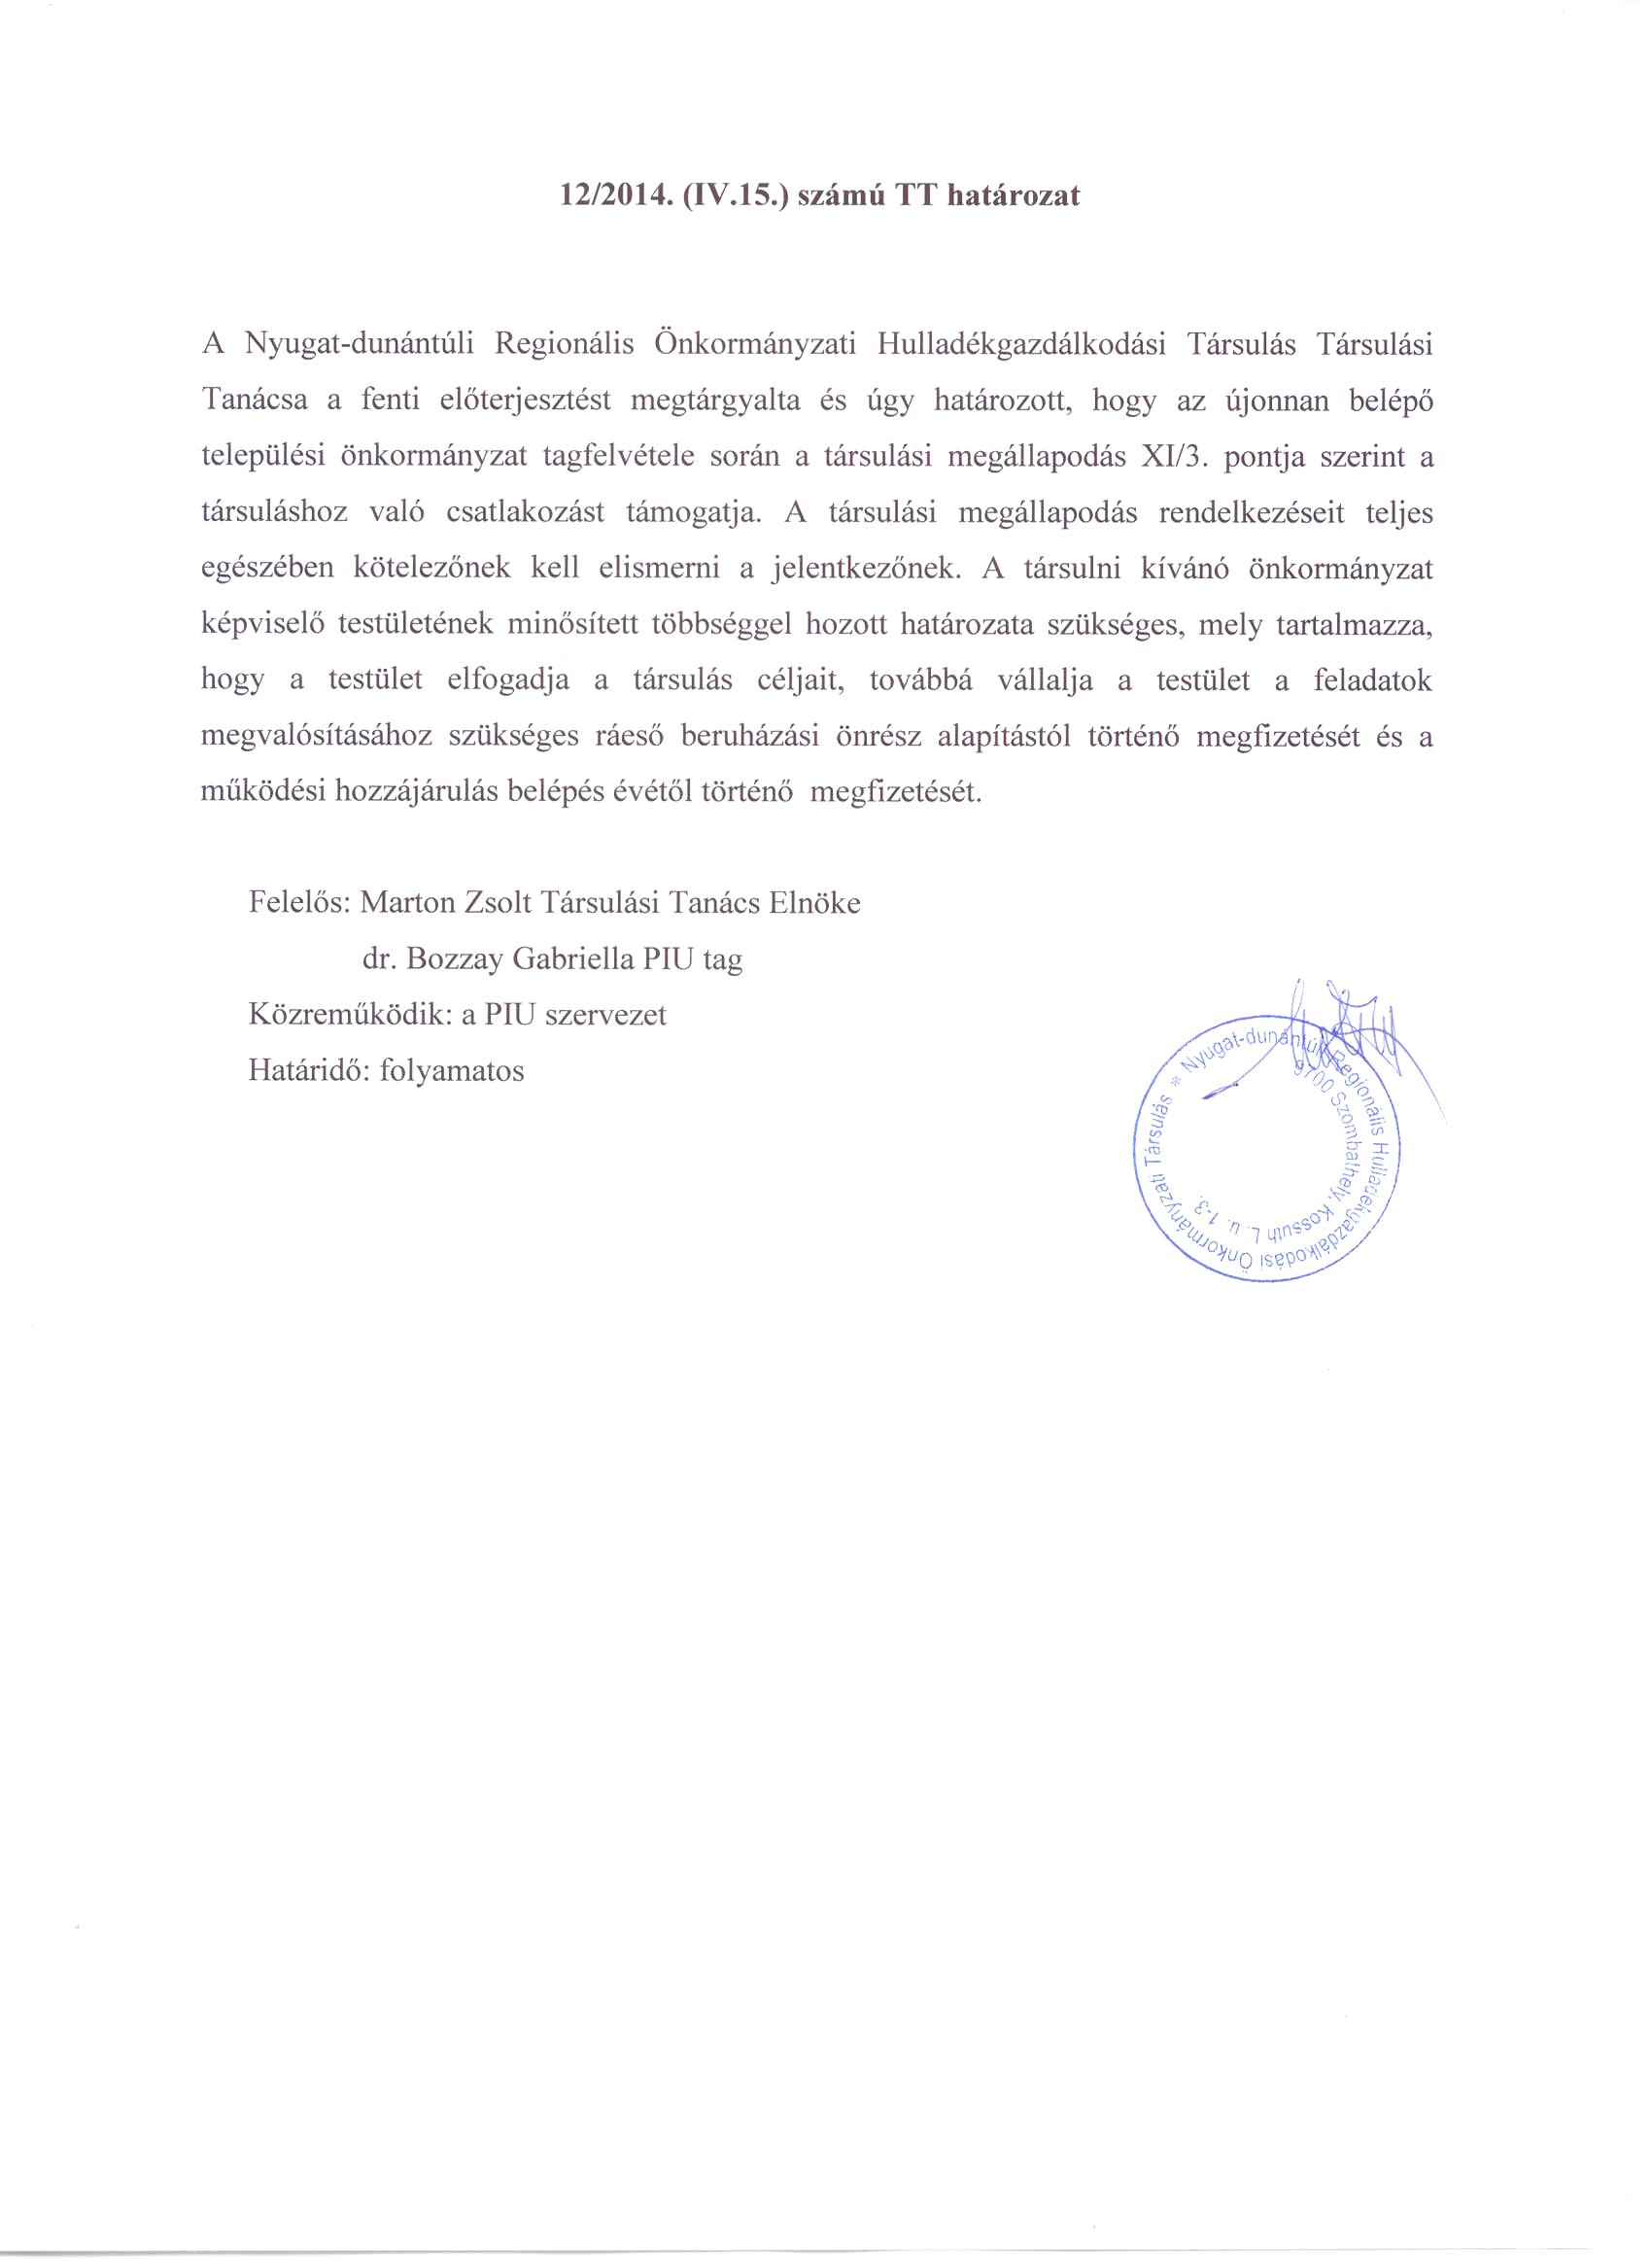 12/2014. (IV.15.) számú TT határozat
A Nyugat-dunántúli Regionális Önkormányzati Hulladékgazdálkodási Társulás Társulási
Tanácsa a fenti előterjesztést megtárgyalta és úgy határozott, hogy az újonnan belépő
települési önkormányzat tagfelvétele során a társulási megállapodás XI/3. pontja szerint a
társuláshoz való csatlakozást támogatja. A társulási megállapodás rendelkezéseit teljes
egészében kötelezőnek kell elismerni a jelentkezőnek. A társulni kívánó önkormányzat
képviselő testületének minősített többséggel hozott határozata szükséges, mely tartalmazza,
hogy a testület elfogadja a társulás céljait, továbbá vállalja a testület a feladatok
megvalósításához szükséges ráeső beruházási önrész alapítástól történő megfizetését és a
működési hozzájárulás belépés évétől történő megfizetését.
Felelős: Marton Zsolt Társulási Tanács Elnöke
dr. Bozzay Gabriella PIU tag
Közreműködik: a PIU szervezet
Határidő: folyamatos
* Nyugat-dunántúli Regionális Hulladékgazdálkodási Önkormányzati Társulás
9700 Szombathely, Kossuth L. u. 1-3.